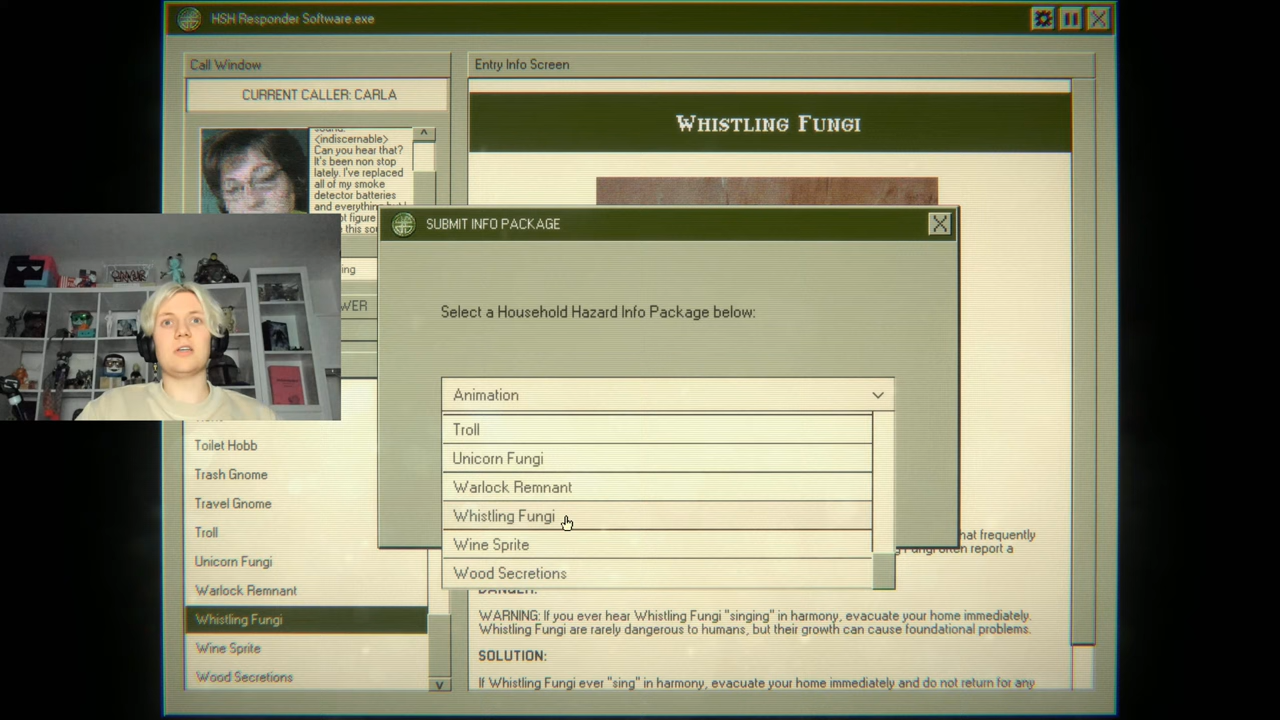 HSH Responder Software.exe
Call Window
Entry Info Screen
CURRENT CALLER: CARLA
WHISTLING FUNGI
sound.
<indiscernable>
Can you hear that?
It's been non stop
lately. I've replaced
all of my smoke
detector batteries
and everything
figure
this
SUBMIT INFO PACKAGE
ing
WER
Select a Household Hazard Info Package below:
Animation
Troll
Unicorn Fungi
Warlock Remnant
Whistling Fungi
Wine Sprite
Wood Secretions
Toilet Hobb
Trash Gnome
Travel Gnome
Troll
Unicorn Fungi
Warlock Remnant
Whistling Fungi
Wine Sprite
Wood Secretions
hat frequently
Fungi often report a
DANGER:
WARNING: If you ever hear Whistling Fungi "singing" in harmony, evacuate your home immediately.
Whistling Fungi are rarely dangerous to humans, but their growth can cause foundational problems.
SOLUTION:
If Whistling Fungi ever "sing" in harmony, evacuate your home immediately and do not return for any